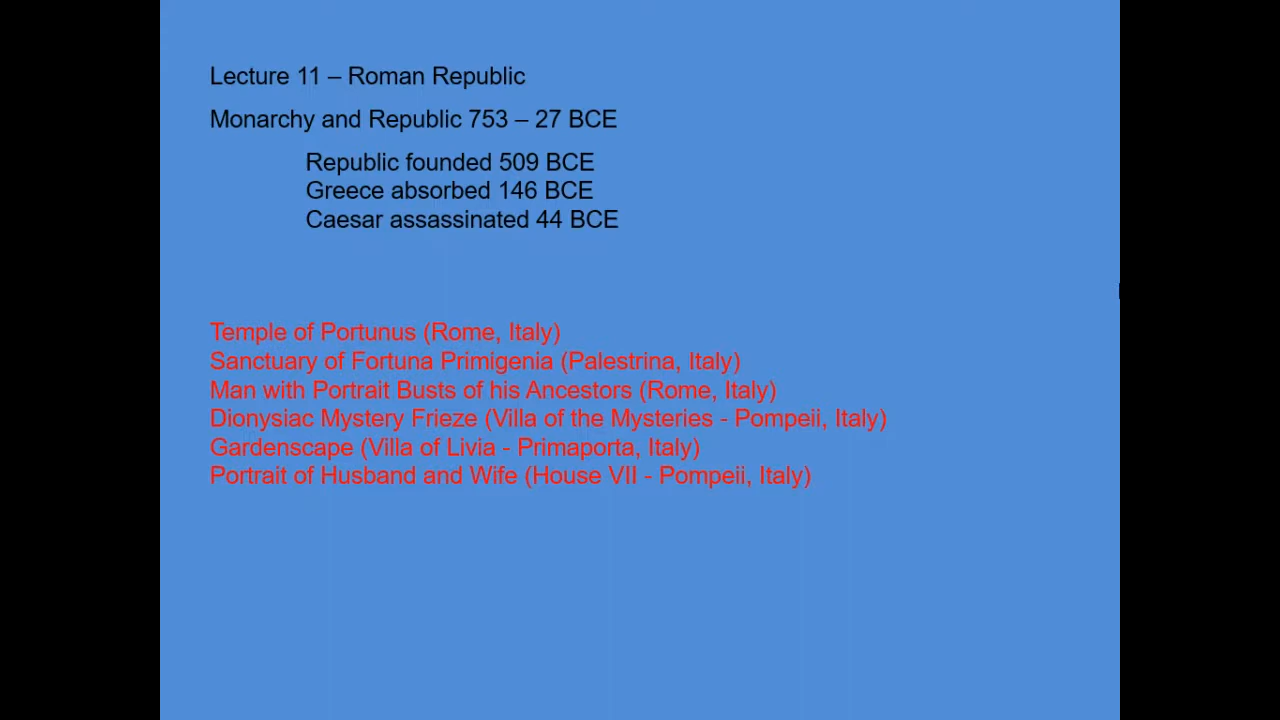 Lecture 11 – Roman Republic
Monarchy and Republic 753 – 27 BCE
Republic founded 509 BCE
Greece absorbed 146 BCE
Caesar assassinated 44 BCE
Temple of Portunus (Rome, Italy)
Sanctuary of Fortuna Primigenia (Palestrina, Italy)
Man with Portrait Busts of his Ancestors (Rome, Italy)
Dionysiac Mystery Frieze (Villa of the Mysteries - Pompeii, Italy)
Gardenscape (Villa of Livia - Primaporta, Italy)
Portrait of Husband and Wife (House VII - Pompeii, Italy)